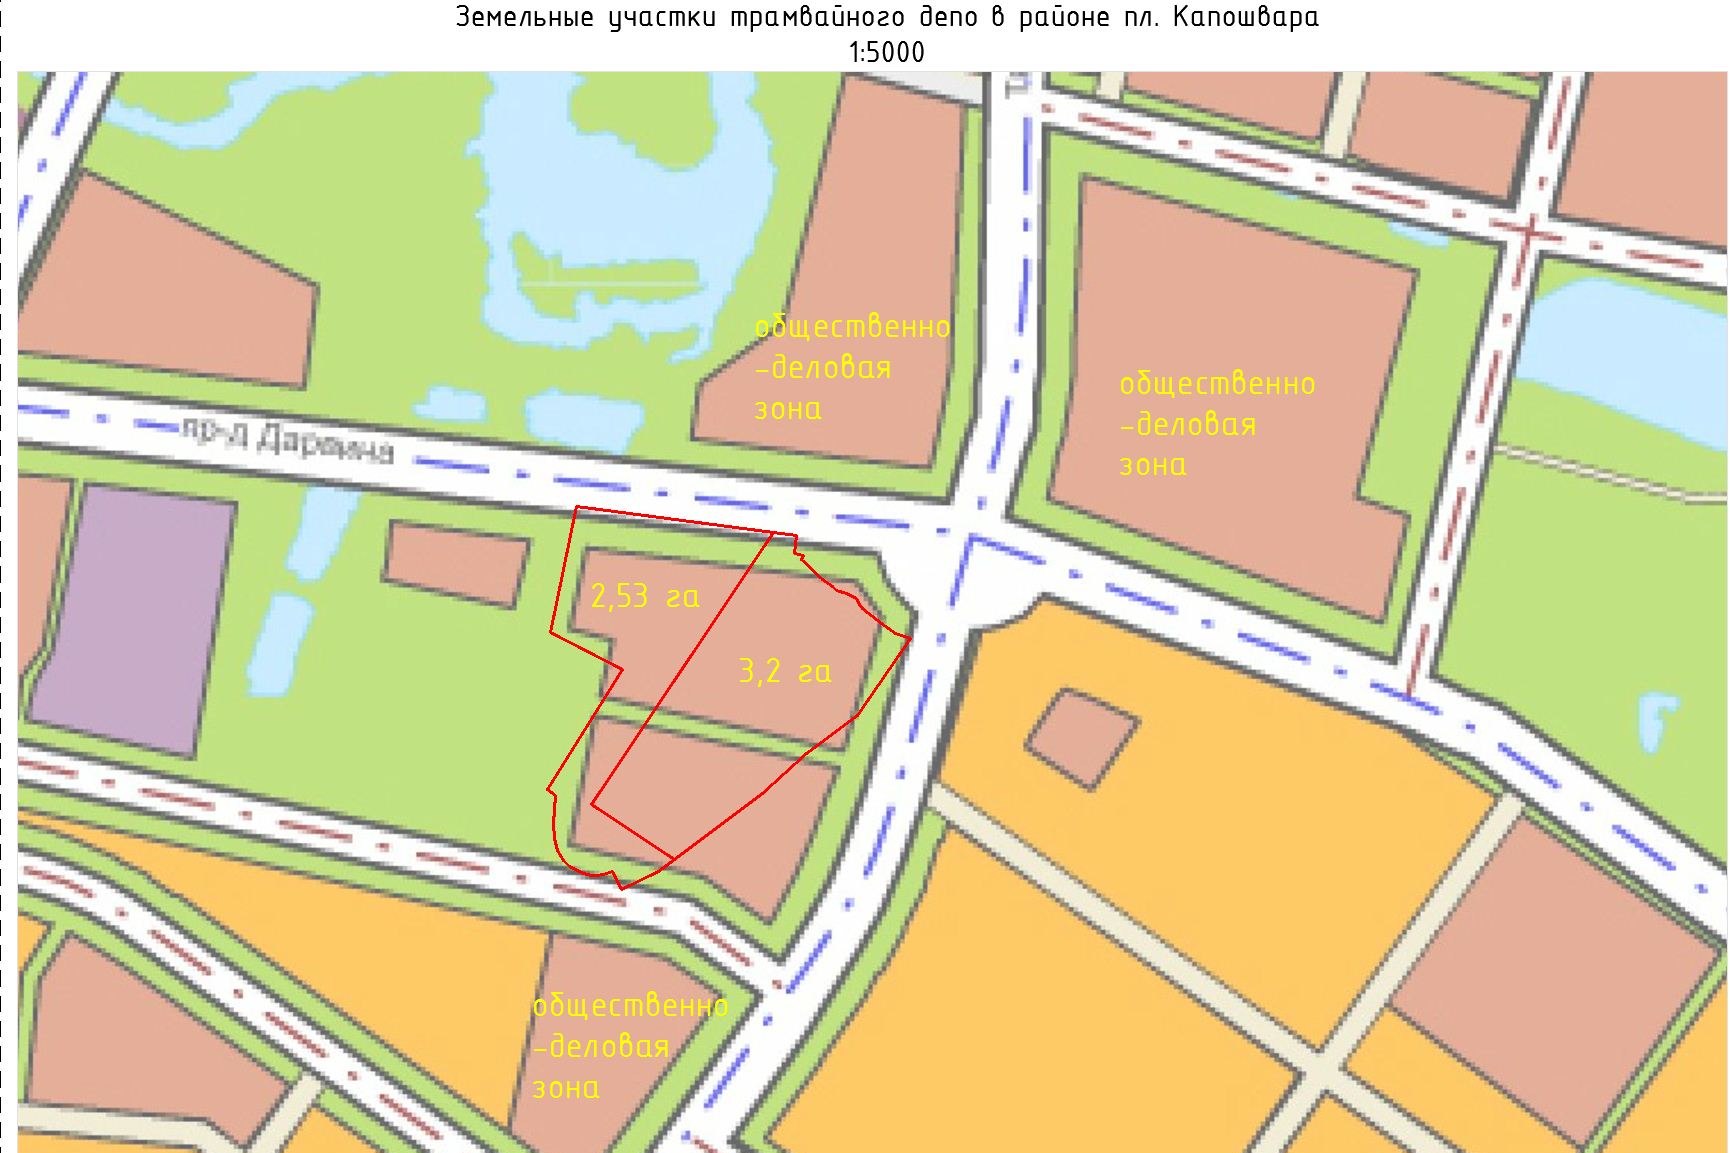 Земельные участки трамвайного депо в районе пл. Капошвара
1:5000
общественно
-деловая
зона
общественно
-деловая
зона
пр-д Дарвина
2,53 га
3,2 га
общественно
-деловая
зона